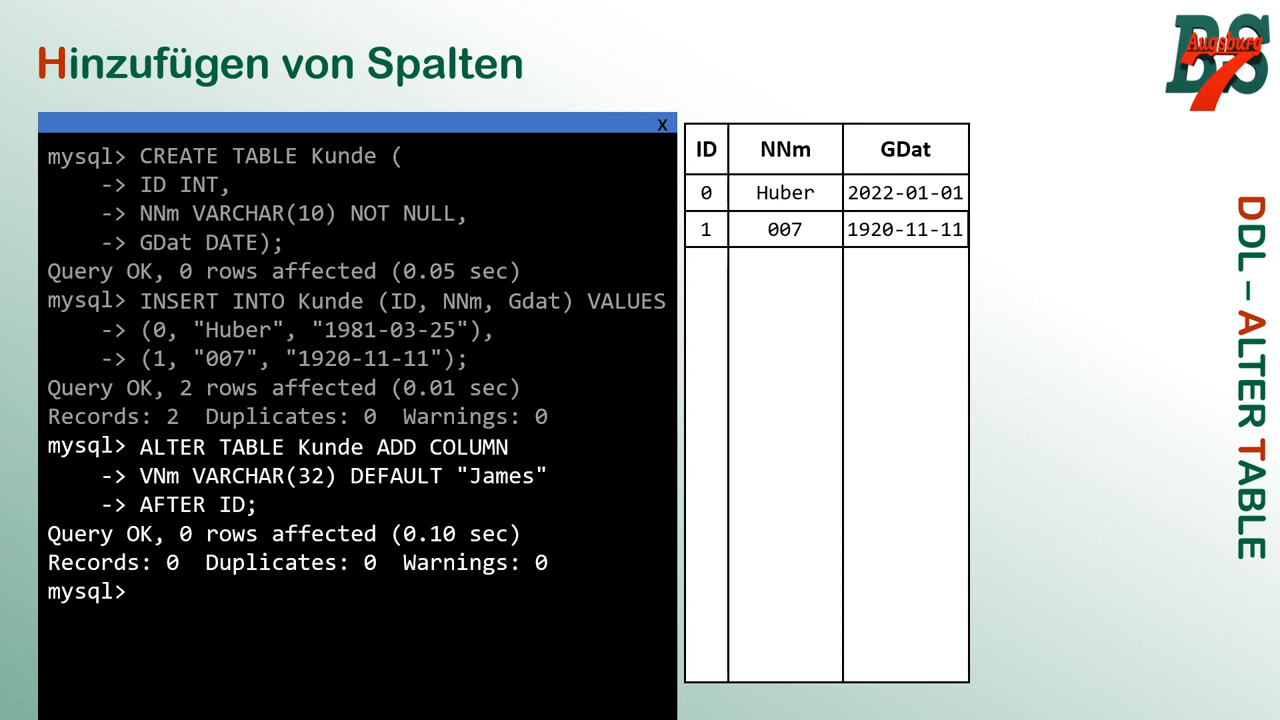 Hinzufügen von Spalten
BS
Augsburg
7
X
mysql> CREATE TABLE Kunde (
-> ID INT,
-> NNm VARCHAR(10) NOT NULL,
-> GDat DATE);
Query OK, 0 rows affected (0.05 sec)
mysql> INSERT INTO Kunde (ID, NNm, Gdat) VALUES
-> (0, "Huber", "1981-03-25"),
-> (1, "007", "1920-11-11");
Query OK, 2 rows affected (0.01 sec)
Records: 2  Duplicates: 0  Warnings: 0
mysql> ALTER TABLE Kunde ADD COLUMN
-> VNm VARCHAR(32) DEFAULT "James"
-> AFTER ID;
Query OK, 0 rows affected (0.10 sec)
Records: 0  Duplicates: 0  Warnings: 0
mysql>
ID NNm GDat
0 Huber 2022-01-01
1 007 1920-11-11
DDL – ALTER TABLE